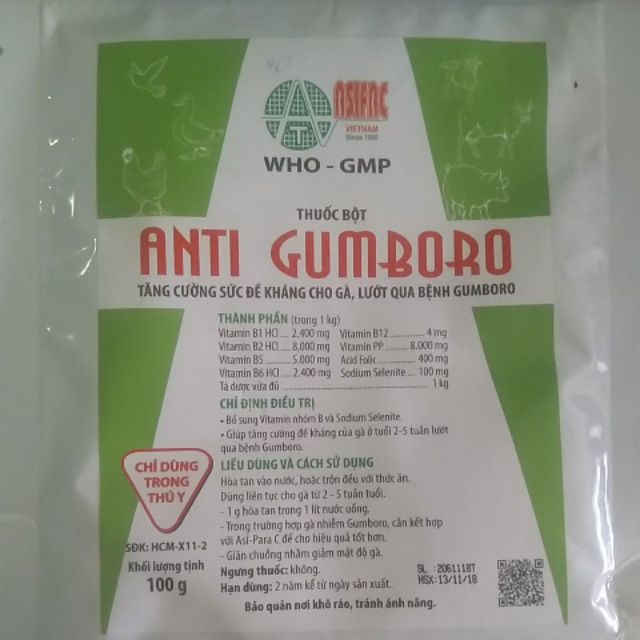 ASIFAC
VIETNAM
Since 1986
WHO - GMP
THUỐC BỘT
ANTI GUMBORO
TĂNG CƯỜNG SỨC ĐỀ KHÁNG CHO GÀ, LƯỚT QUA BỆNH GUMBORO
THÀNH PHẦN (trong 1 kg)
Vitamin B1 HCl .... 2.400 mg Vitamin B12 ............ 4 mg
Vitamin B2 HCl .... 8.000 mg Vitamin PP ........ 8.000 mg
Vitamin B5 ........ 5.000 mg Acid Folic ............ 400 mg
Vitamin B6 HCl .... 2.400 mg Sodium Selenite ... 100 mg
Tá dược vừa đủ ........................................ 1 kg
CHỈ ĐỊNH ĐIỀU TRỊ
• Bổ sung Vitamin nhóm B và Sodium Selenite.
• Giúp tăng cường đề kháng của gà ở tuổi 2-5 tuần lướt
qua bệnh Gumboro.
LIỀU DÙNG VÀ CÁCH SỬ DỤNG
Hòa tan vào nước, hoặc trộn đều với thức ăn.
Dùng liên tục cho gà từ 2 - 5 tuần tuổi.
- 1 g hòa tan trong 1 lít nước uống.
- Trong trường hợp gà nhiễm Gumboro, cần kết hợp
với Asi-Para C để cho hiệu quả tốt hơn.
- Giãn chuồng nhằm giảm mật độ gà.
Ngưng thuốc: không.
Hạn dùng: 2 năm kể từ ngày sản xuất.
Bảo quản nơi khô ráo, tránh ánh nắng.
CHỈ DÙNG
TRONG
THÚ Y
SĐK: HCM-X11-2
Khối lượng tịnh
100 g
SL :2061118T
HSX:13/11/18